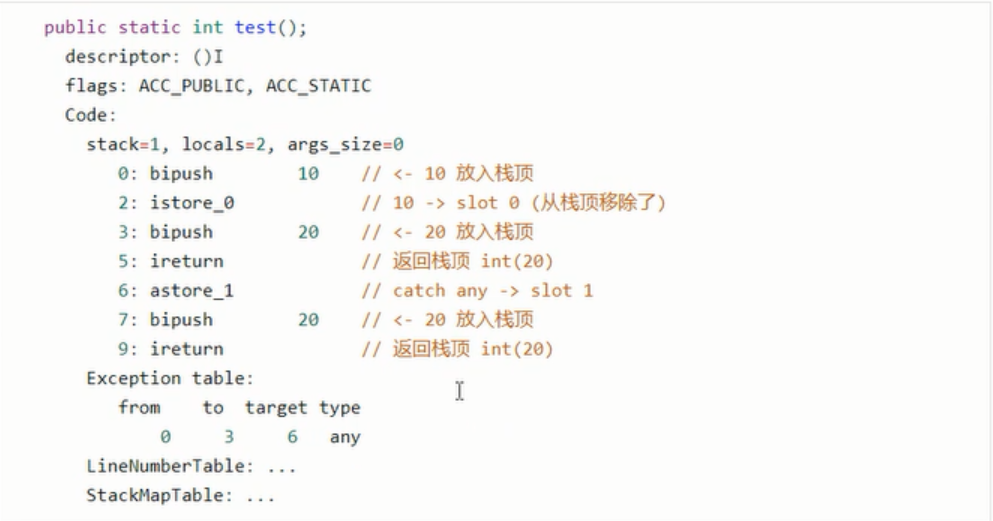 public static int test();
descriptor: ()I
flags: ACC_PUBLIC, ACC_STATIC
Code:
stack=1, locals=2, args_size=0
0: bipush 10 // <- 10 放入栈顶
2: istore_0 // 10 -> slot 0 (从栈顶移除了)
3: bipush 20 // <- 20 放入栈顶
5: ireturn // 返回栈顶 int(20)
6: astore_1 // catch any -> slot 1
7: bipush 20 // <- 20 放入栈顶
9: ireturn // 返回栈顶 int(20)
Exception table:
from to target type
0 3 6 any
LineNumberTable: ...
StackMapTable: ...